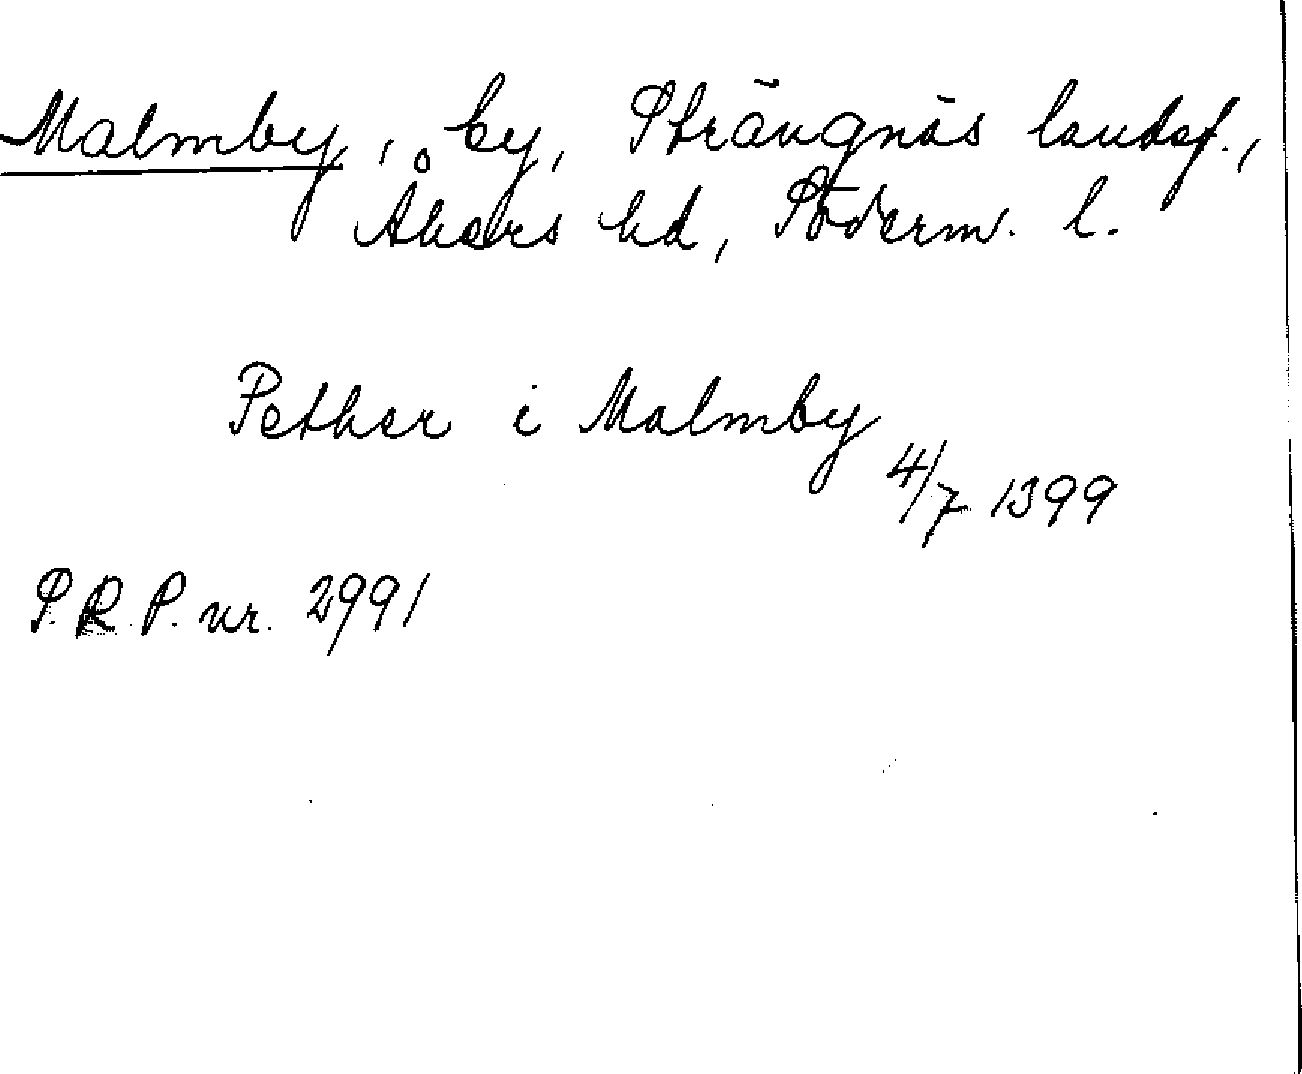 Malmby, by, Strängnäs landsf.,
Åkers hd, Söderm. l.
Pether i Malmby
4/7 1399
S.R.P. nr. 2991